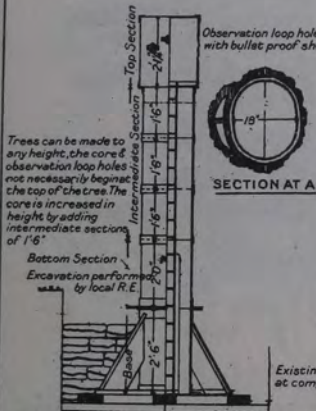 Observation loop hole
with bullet proof sh
Top Section
Intermediate Section
1'6"
1'6"
1'6"
2'0"
2'6"
Base
18"
SECTION AT A
Trees can be made to
any height, the core &
observation loop holes
not necessarily begin at
the top of the tree. The
core is increased in
height by adding
intermediate sections
of 1'6"
Bottom Section
Excavation performed
by local R.E.
Existin
at com